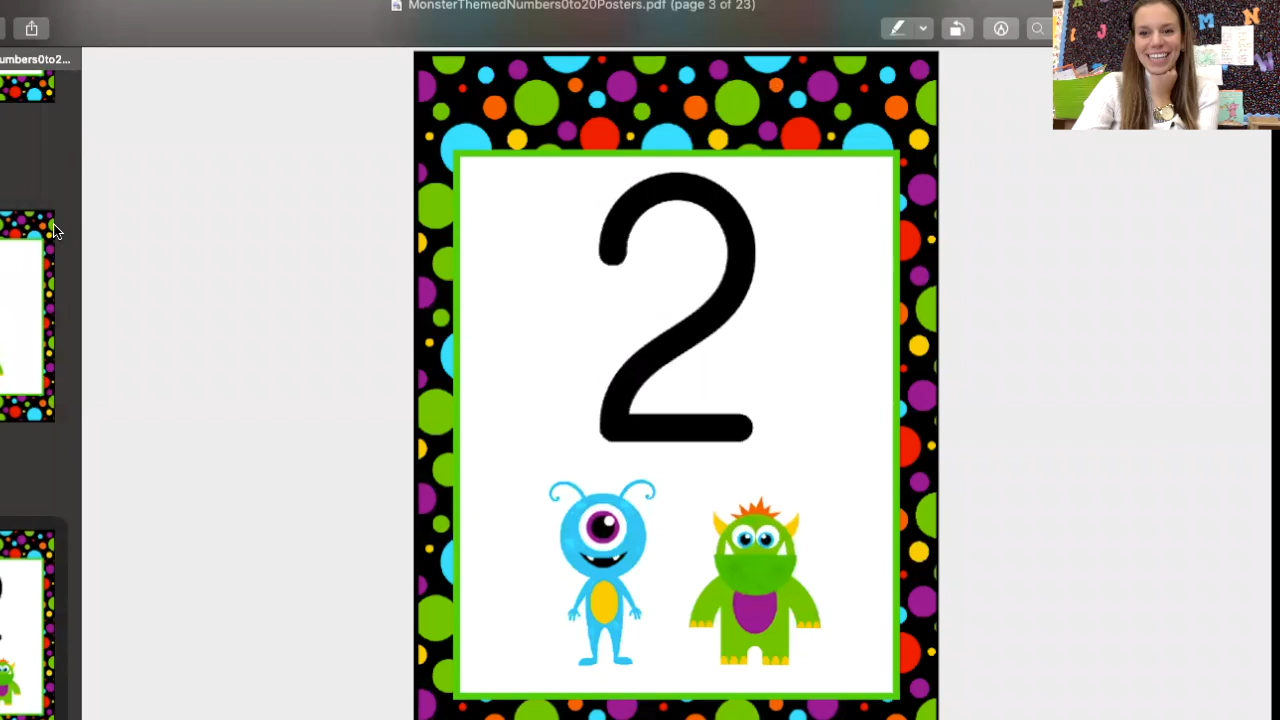 MonsterThemedNumbers0to20Posters.pdf (page 3 of 23)
umbers0to2...
2
A
I
J
M
N